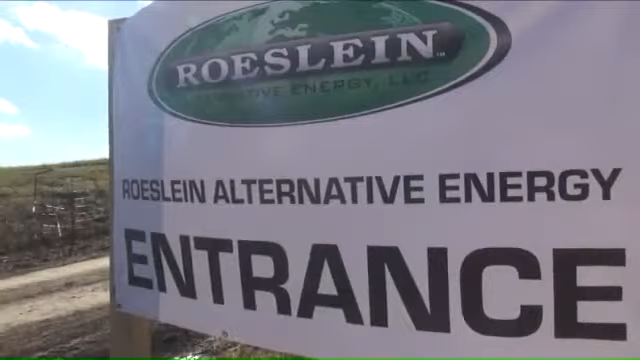 ROESLEIN
ALTERNATIVE ENERGY, LLC
ROESLEIN ALTERNATIVE ENERGY
ENTRANCE